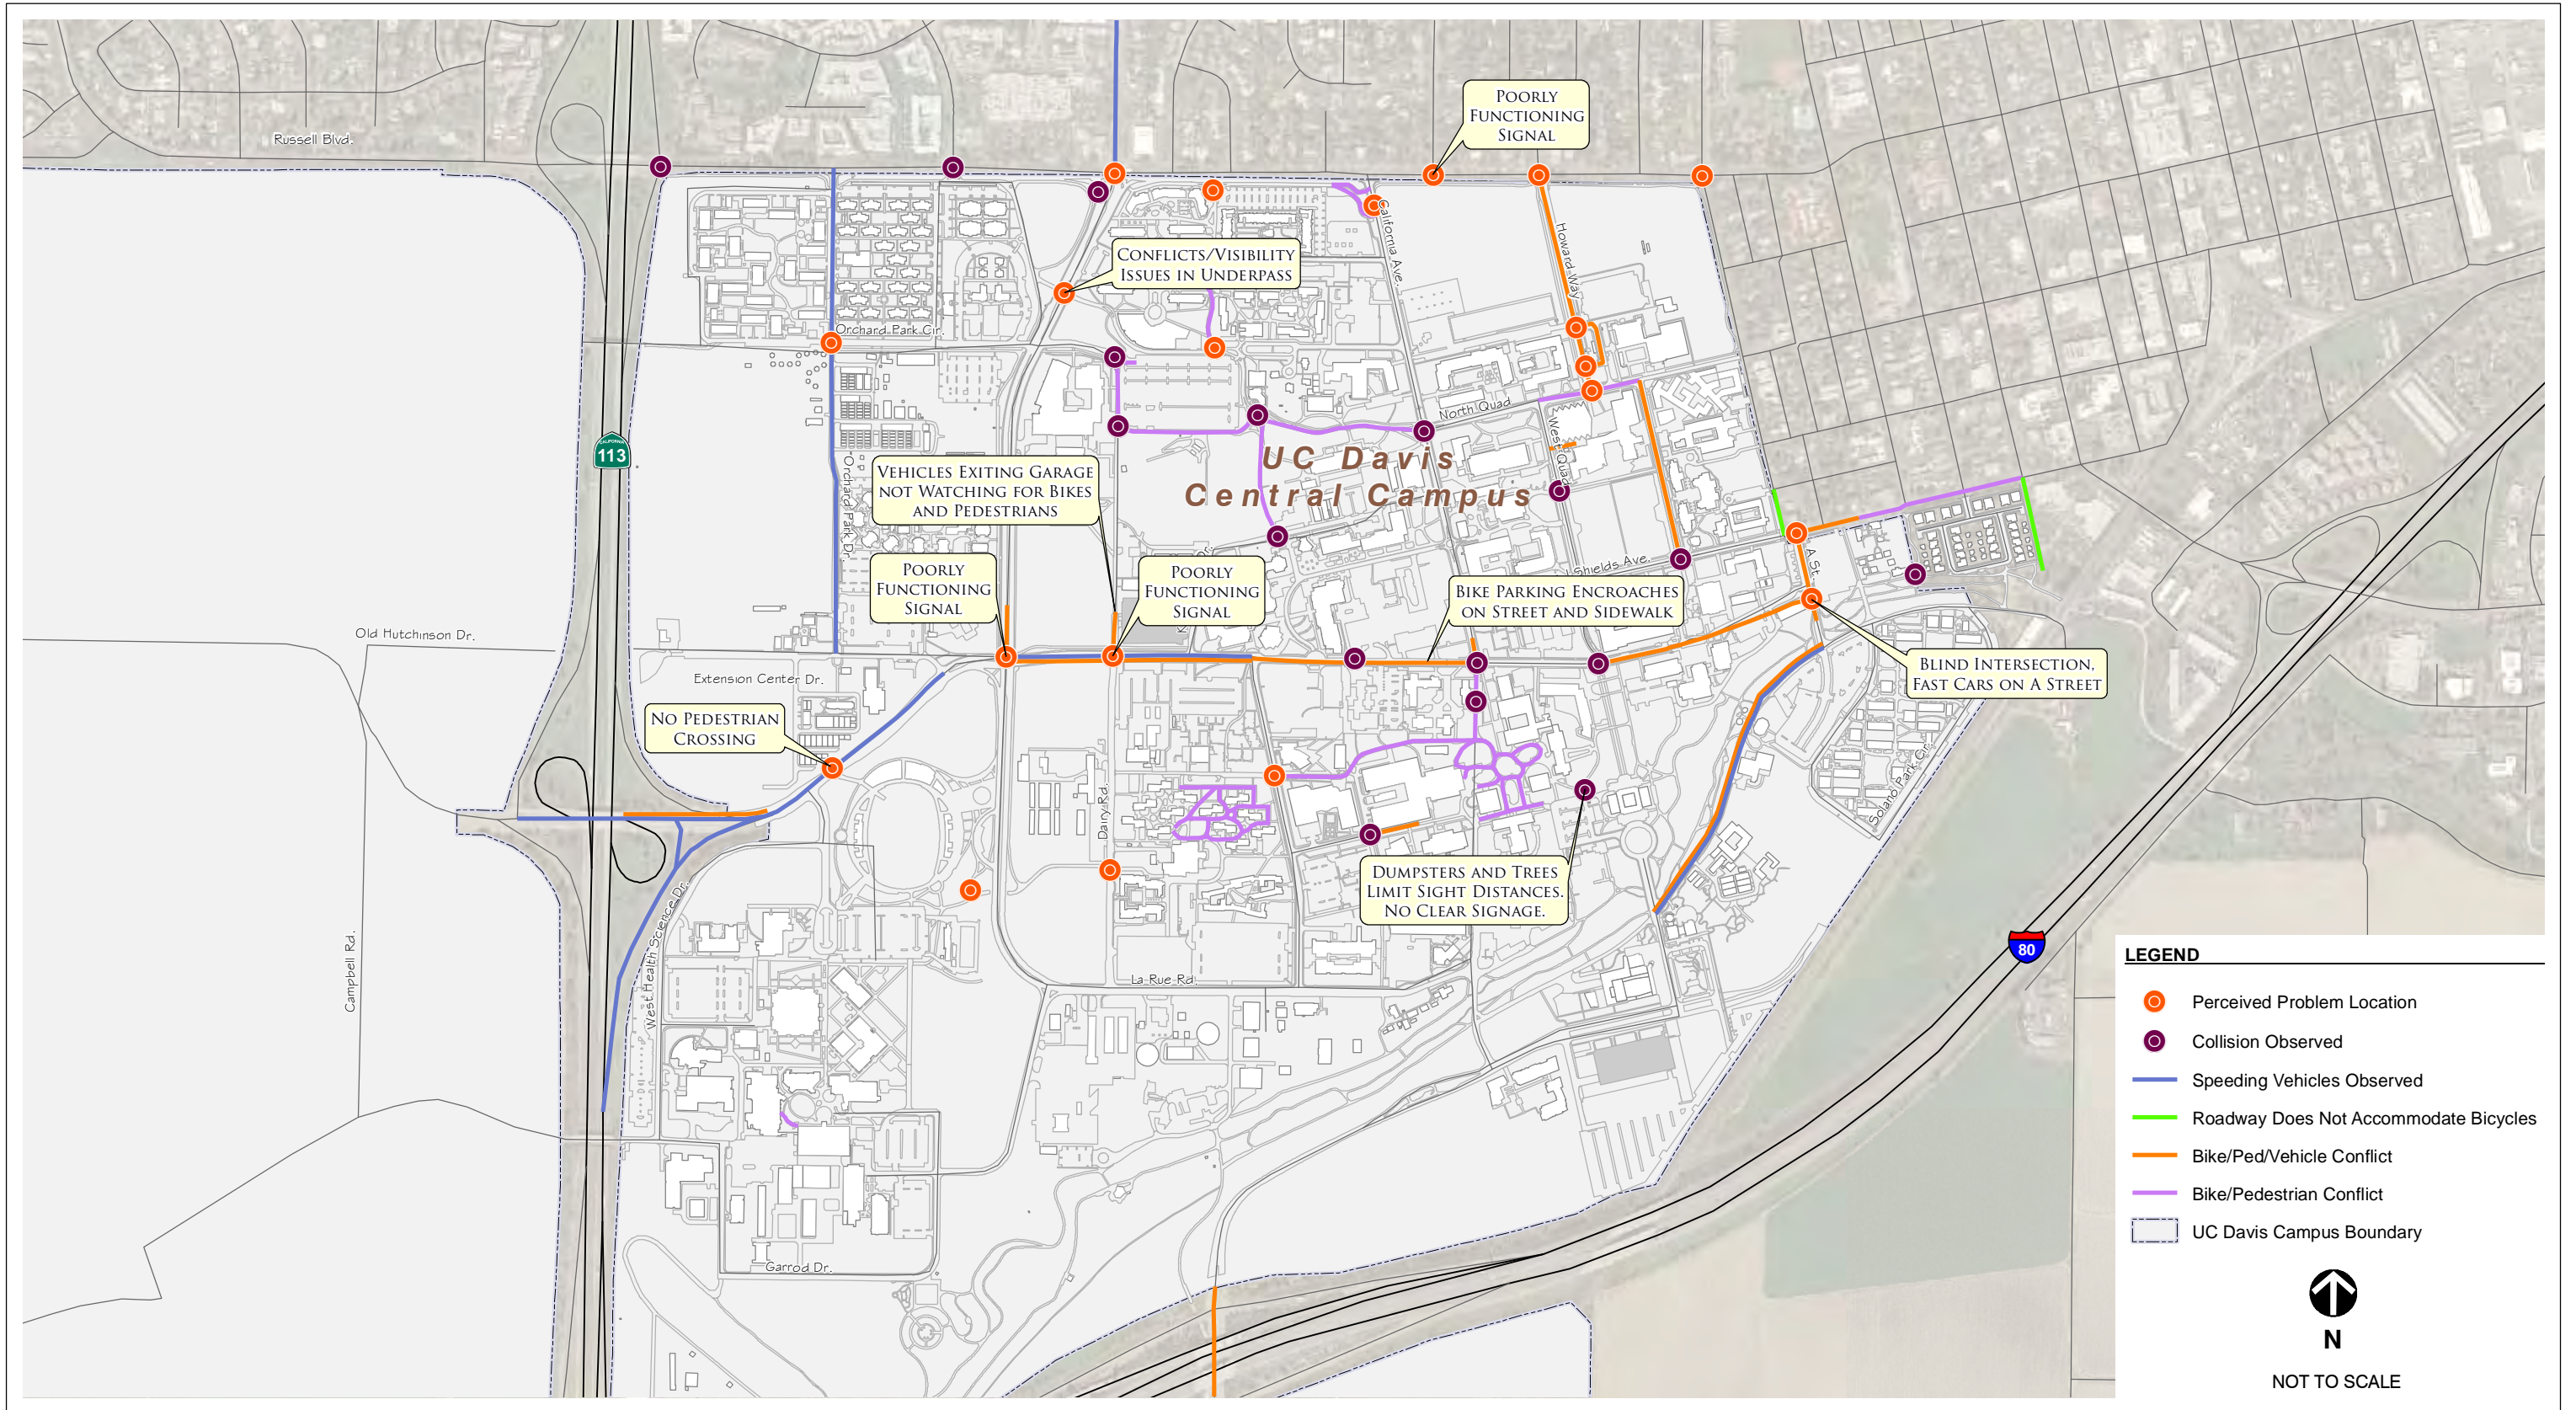 Russell Blvd.
POORLY
FUNCTIONING
SIGNAL
California Ave.
Howard Way
CONFLICTS/VISIBILITY
ISSUES IN UNDERPASS
Orchard Park Cir.
CALIFORNIA
113
North Quad
West Quad
UC Davis
Central Campus
VEHICLES EXITING GARAGE
NOT WATCHING FOR BIKES
AND PEDESTRIANS
Orchard Park Dr.
POORLY
FUNCTIONING
SIGNAL
POORLY
FUNCTIONING
SIGNAL
Shields Ave.
A St.
BIKE PARKING ENCROACHES
ON STREET AND SIDEWALK
Old Hutchinson Dr.
Extension Center Dr.
BLIND INTERSECTION,
FAST CARS ON A STREET
NO PEDESTRIAN
CROSSING
Dairy Rd.
Solano Park Cir.
DUMPSTERS AND TREES
LIMIT SIGHT DISTANCES.
NO CLEAR SIGNAGE.
West Health Science Dr.
Campbell Rd.
La Rue Rd.
80
Garrod Dr.
LEGEND
Perceived Problem Location
Collision Observed
Speeding Vehicles Observed
Roadway Does Not Accommodate Bicycles
Bike/Ped/Vehicle Conflict
Bike/Pedestrian Conflict
UC Davis Campus Boundary
N
NOT TO SCALE